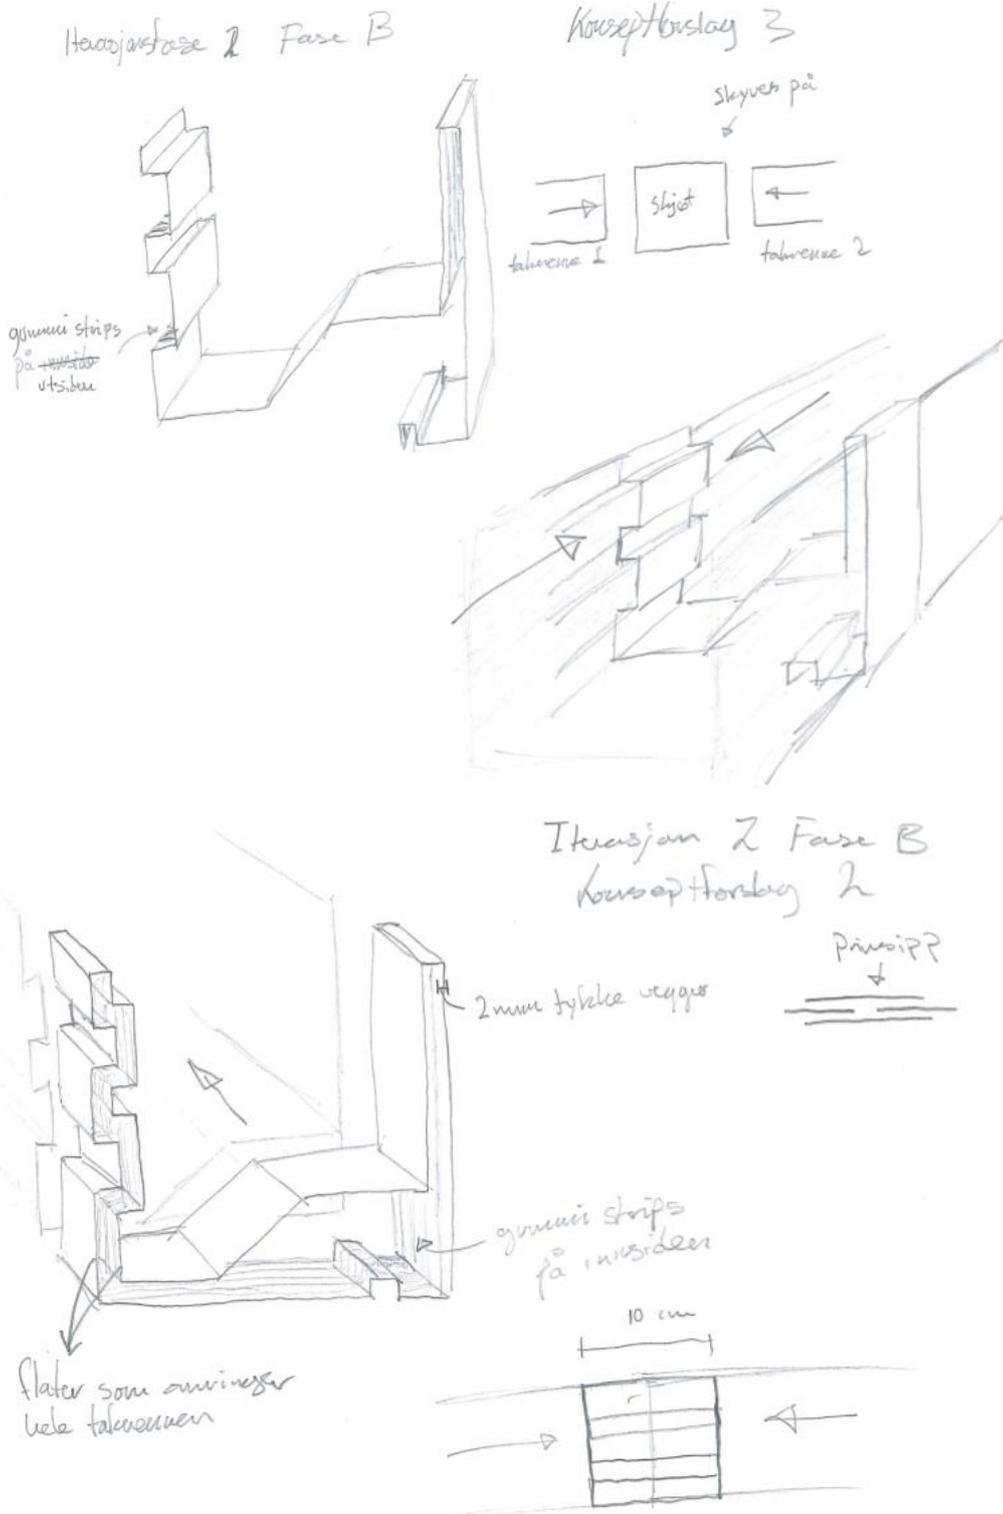 Iterasjonsfase 2 Fase B
Konseptforslag 3
skyves på
skjøt
takrenne 1
takrenne 2
gummi strips
på innside
utsiden
Iterasjon 2 Fase B
Konseptforslag 2
Prinsipp
2mm tykke vegger
gummi strips
på innsiden
10 cm
flater som omringer
hele takrennen